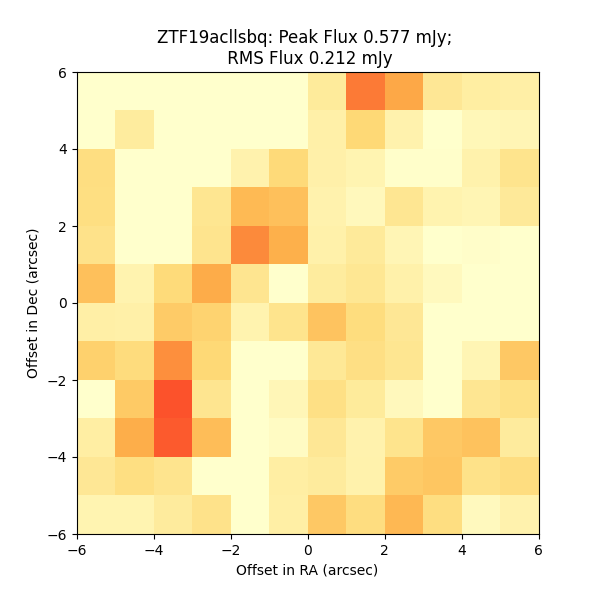 ZTF19acllsbq: Peak Flux 0.577 mJy;
RMS Flux 0.212 mJy
6
4
2
0
−2
−4
−6
Offset in Dec (arcsec)
−6 −4 −2 0 2 4 6
Offset in RA (arcsec)